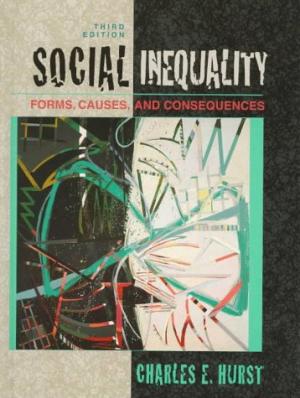 THIRD
EDITION
SOCIAL INEQUALITY
FORMS, CAUSES, AND CONSEQUENCES
CHARLES E. HURST